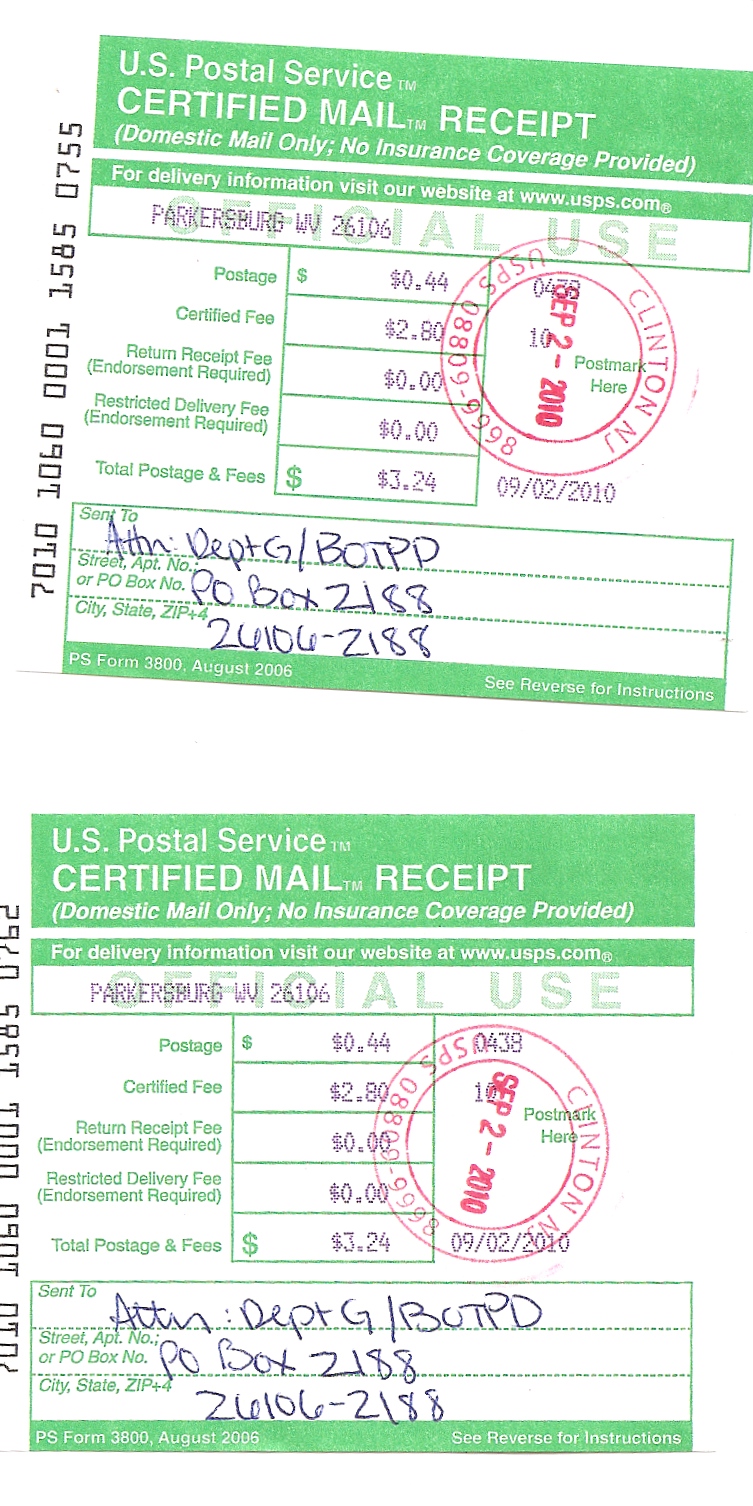 U.S. Postal Service™
CERTIFIED MAIL™ RECEIPT
(Domestic Mail Only; No Insurance Coverage Provided)
For delivery information visit our website at www.usps.com®
OFFICIAL USE
PARKERSBURG WV 26106
Postage $ $0.44 0438
Certified Fee $2.80 10
Return Receipt Fee
(Endorsement Required) $0.00
Postmark
Here
Restricted Delivery Fee
(Endorsement Required) $0.00
Total Postage & Fees $ $3.24 09/02/2010
CLINTON NJ
USPS 08809-9998
SEP 2 - 2010
7010 1060 0001 1585 0755
Sent To
Attn: Dept G/BOTPD
Street, Apt. No.;
or PO Box No. PO Box 2188
City, State, ZIP+4
26106-2188
PS Form 3800, August 2006 See Reverse for Instructions
U.S. Postal Service™
CERTIFIED MAIL™ RECEIPT
(Domestic Mail Only; No Insurance Coverage Provided)
For delivery information visit our website at www.usps.com®
OFFICIAL USE
PARKERSBURG WV 26106
Postage $ $0.44 0438
Certified Fee $2.80 10
Return Receipt Fee
(Endorsement Required) $0.00
Postmark
Here
Restricted Delivery Fee
(Endorsement Required) $0.00
Total Postage & Fees $ $3.24 09/02/2010
CLINTON NJ
USPS 08809-9998
SEP 2 - 2010
7010 1060 0001 1585
Sent To
Attn: Dept G/BOTPD
Street, Apt. No.;
or PO Box No. PO Box 2188
City, State, ZIP+4
26106-2188
PS Form 3800, August 2006 See Reverse for Instructions